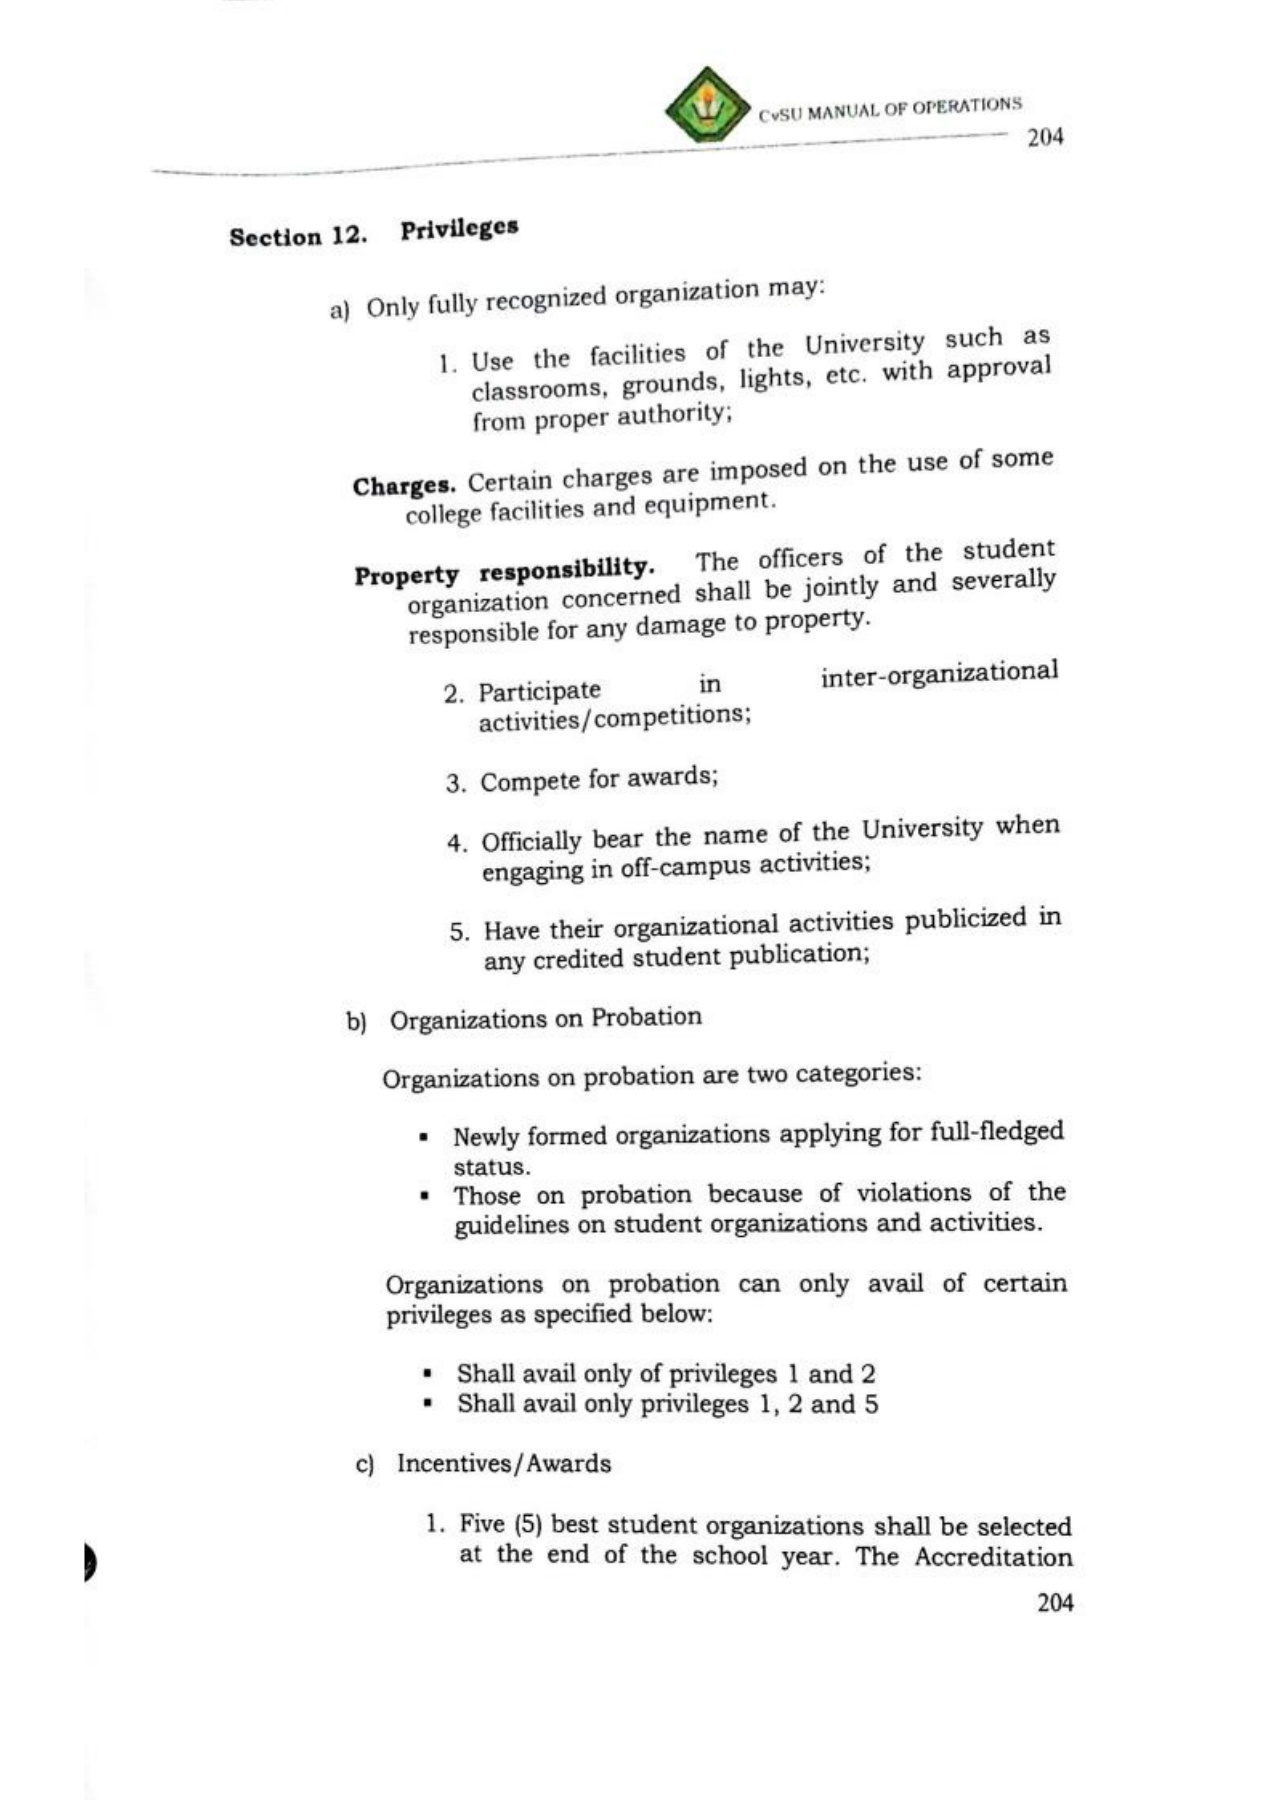 CvSU MANUAL OF OPERATIONS
204
Section 12. Privileges
a) Only fully recognized organization may:
1. Use the facilities of the University such as
classrooms, grounds, lights, etc. with approval
from proper authority;
Charges. Certain charges are imposed on the use of some
college facilities and equipment.
Property responsibility. The officers of the student
organization concerned shall be jointly and severally
responsible for any damage to property.
2. Participate in inter-organizational
activities/competitions;
3. Compete for awards;
4. Officially bear the name of the University when
engaging in off-campus activities;
5. Have their organizational activities publicized in
any credited student publication;
b) Organizations on Probation
Organizations on probation are two categories:
▪ Newly formed organizations applying for full-fledged
status.
▪ Those on probation because of violations of the
guidelines on student organizations and activities.
Organizations on probation can only avail of certain
privileges as specified below:
▪ Shall avail only of privileges 1 and 2
▪ Shall avail only privileges 1, 2 and 5
c) Incentives/Awards
1. Five (5) best student organizations shall be selected
at the end of the school year. The Accreditation
204